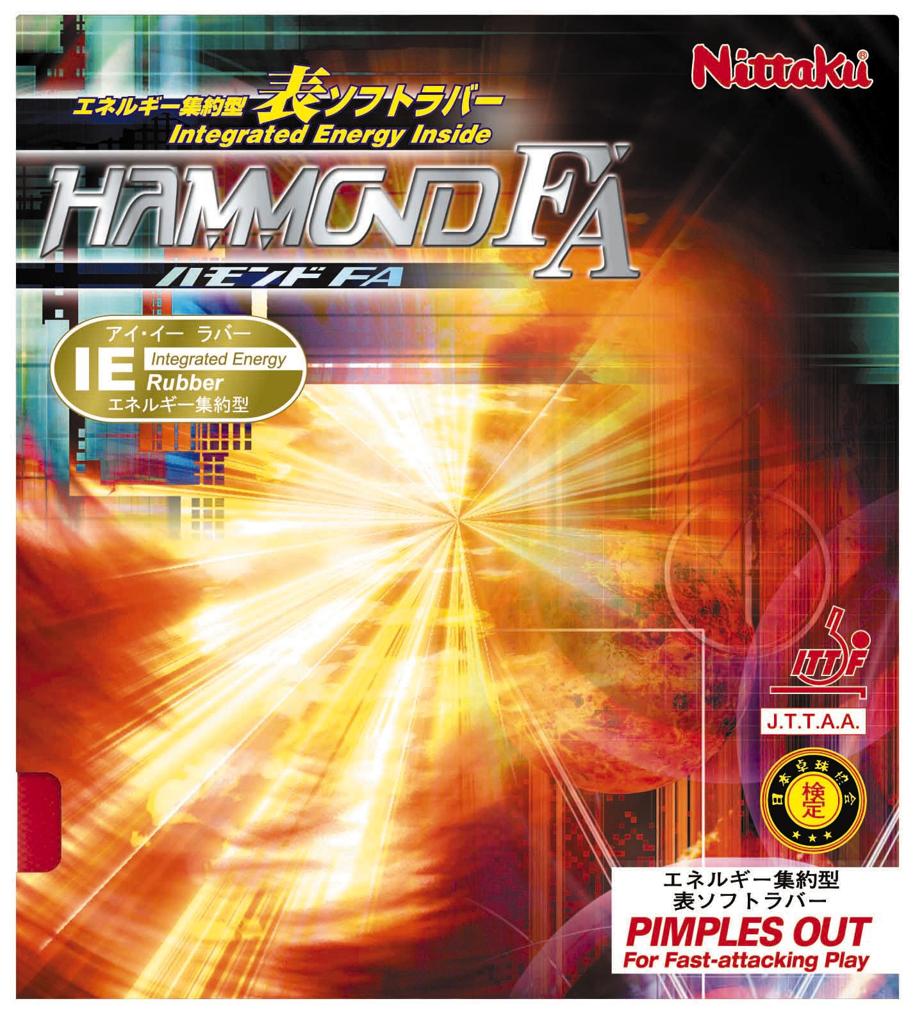 Nittaku®
エネルギー集約型 表ソフトラバー
Integrated Energy Inside
HAMMOND FA
ハモンド FA
アイ・イー ラバー
IE Integrated Energy
Rubber
エネルギー集約型
ITTF
J.T.T.A.A.
日本卓球協会
検定
エネルギー集約型
表ソフトラバー
PIMPLES OUT
For Fast-attacking Play